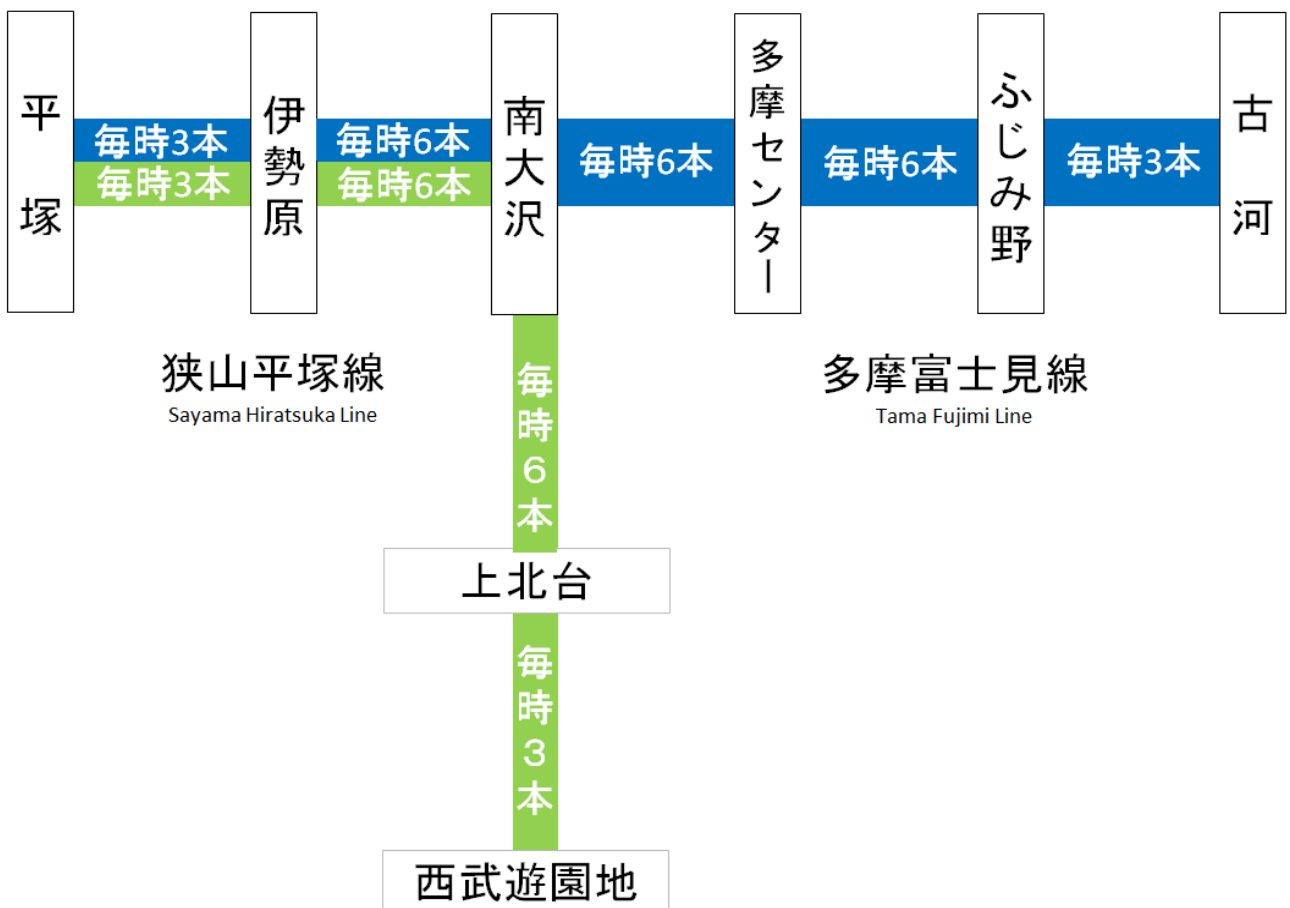 平塚
伊勢原
南大沢
多摩センター
ふじみ野
古河
毎時3本
毎時6本
毎時6本
毎時6本
毎時3本
毎時3本
毎時6本
狭山平塚線
Sayama Hiratsuka Line
多摩富士見線
Tama Fujimi Line
毎時6本
上北台
毎時3本
西武遊園地